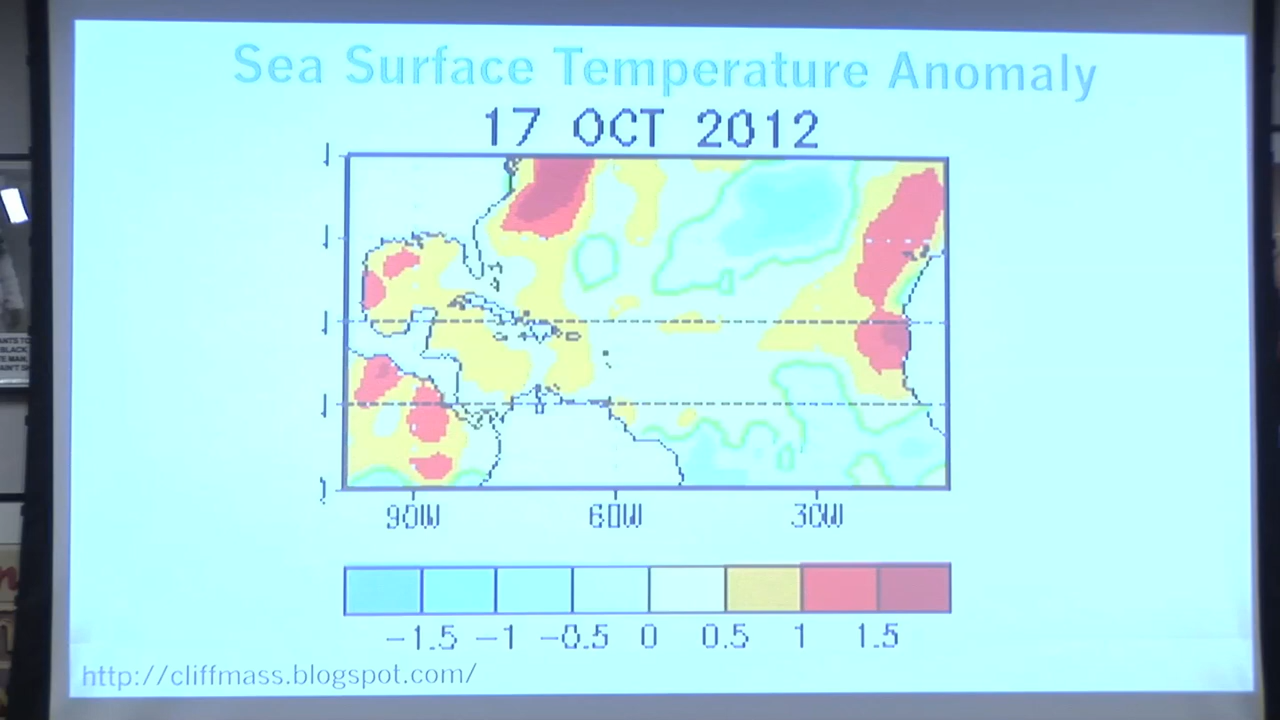 Sea Surface Temperature Anomaly
17 OCT 2012
90W 60W 30W
-1.5 -1 -0.5 0 0.5 1 1.5
http://cliffmass.blogspot.com/